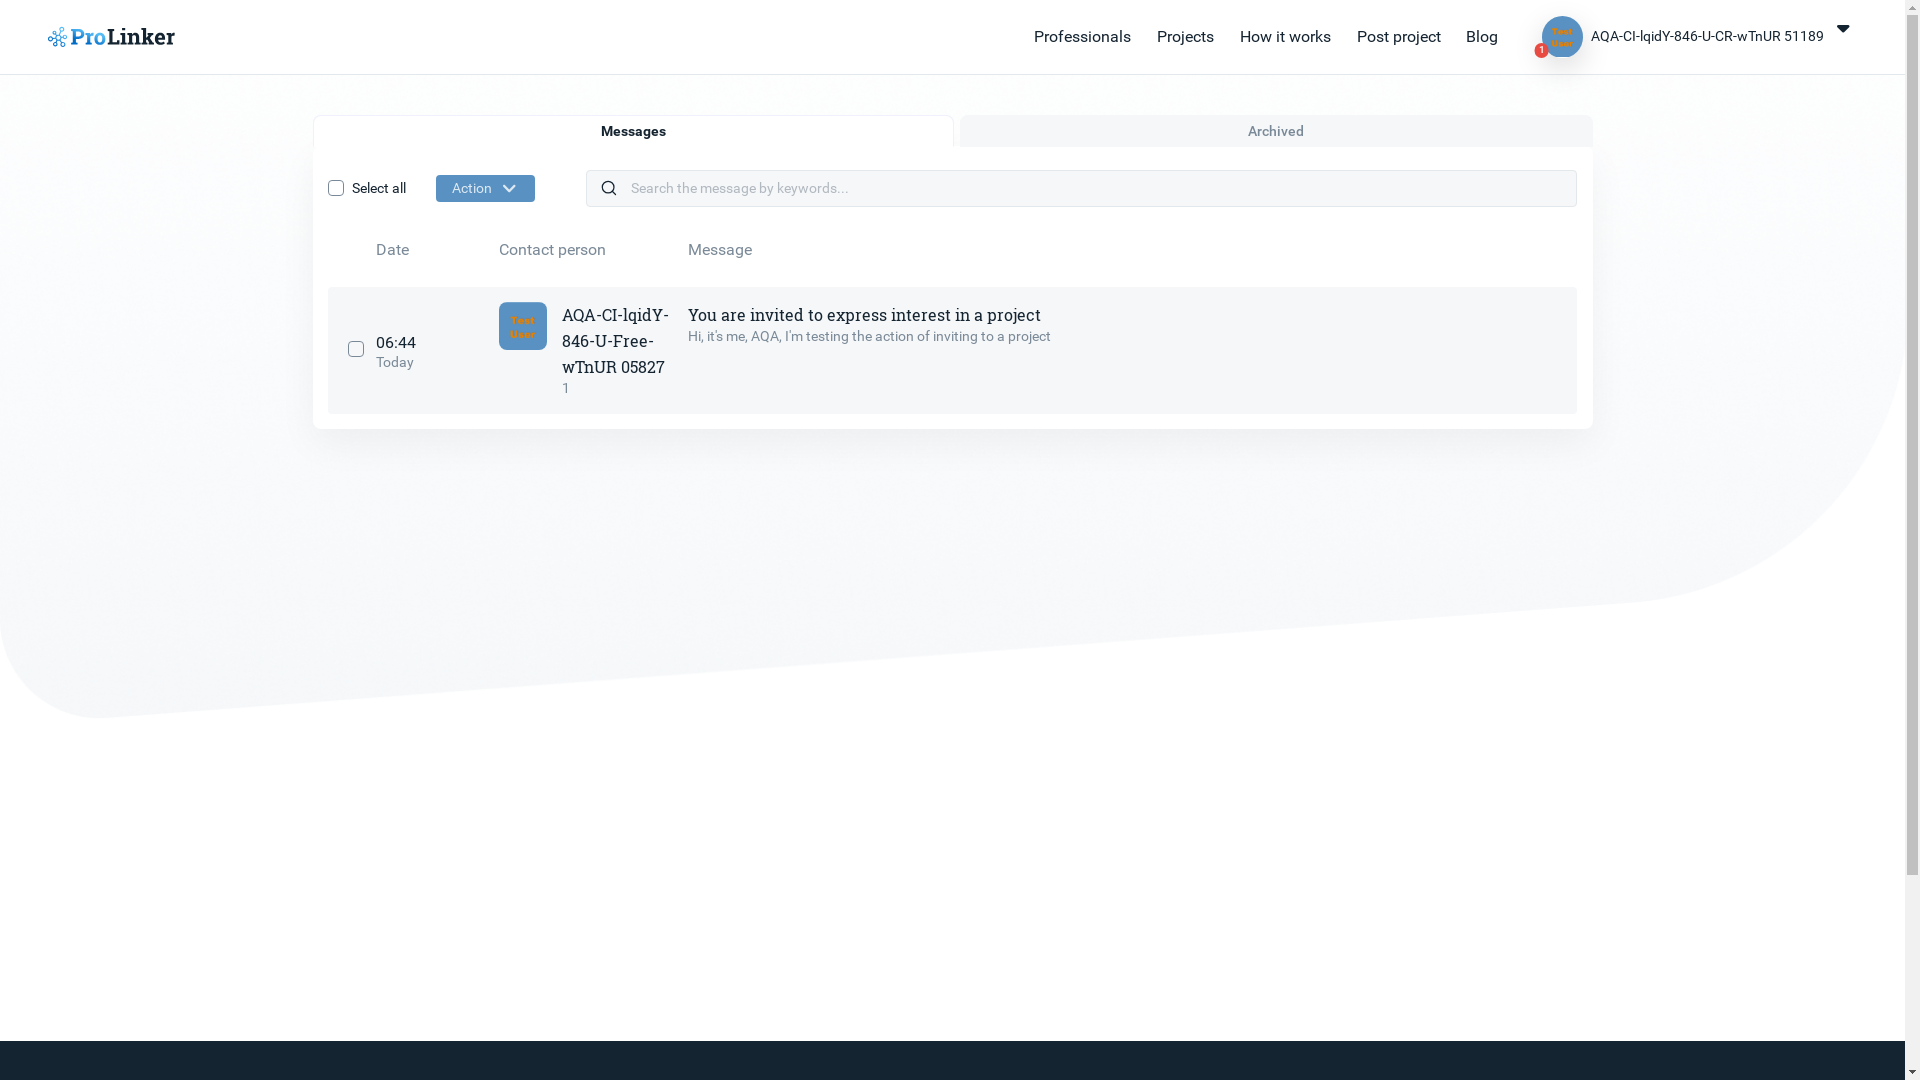 ProLinker
Professionals
Projects
How it works
Post project
Blog
Test
User
1
AQA-CI-lqidY-846-U-CR-wTnUR 51189
Messages
Archived
Select all
Action
Search the message by keywords...
Date
Contact person
Message
06:44
Today
Test
User
AQA-CI-lqidY-
846-U-Free-
wTnUR 05827
1
You are invited to express interest in a project
Hi, it's me, AQA, I'm testing the action of inviting to a project